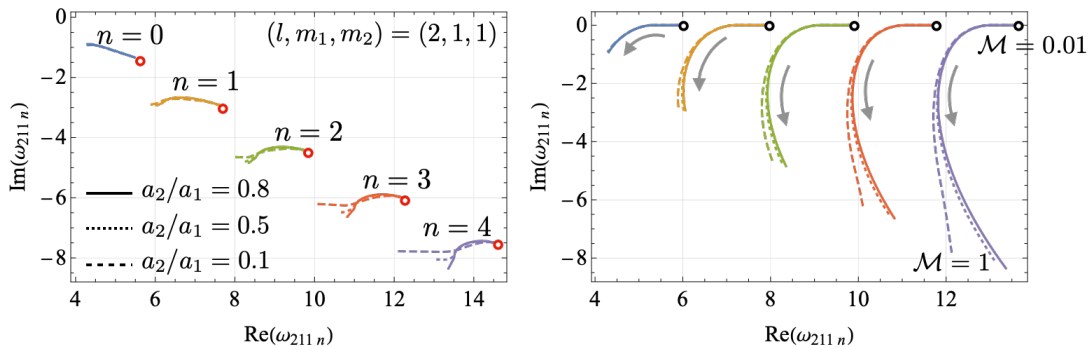 (l, m₁, m₂) = (2, 1, 1)
n = 0
n = 1
n = 2
n = 3
n = 4
a₂/a₁ = 0.8
a₂/a₁ = 0.5
a₂/a₁ = 0.1
0
−2
−4
−6
−8
Im(ω₂₁₁ ₙ)
4
6
8
10
12
14
Re(ω₂₁₁ ₙ)
ℳ = 0.01
ℳ = 1
0
−2
−4
−6
−8
Im(ω₂₁₁ ₙ)
4
6
8
10
12
Re(ω₂₁₁ ₙ)